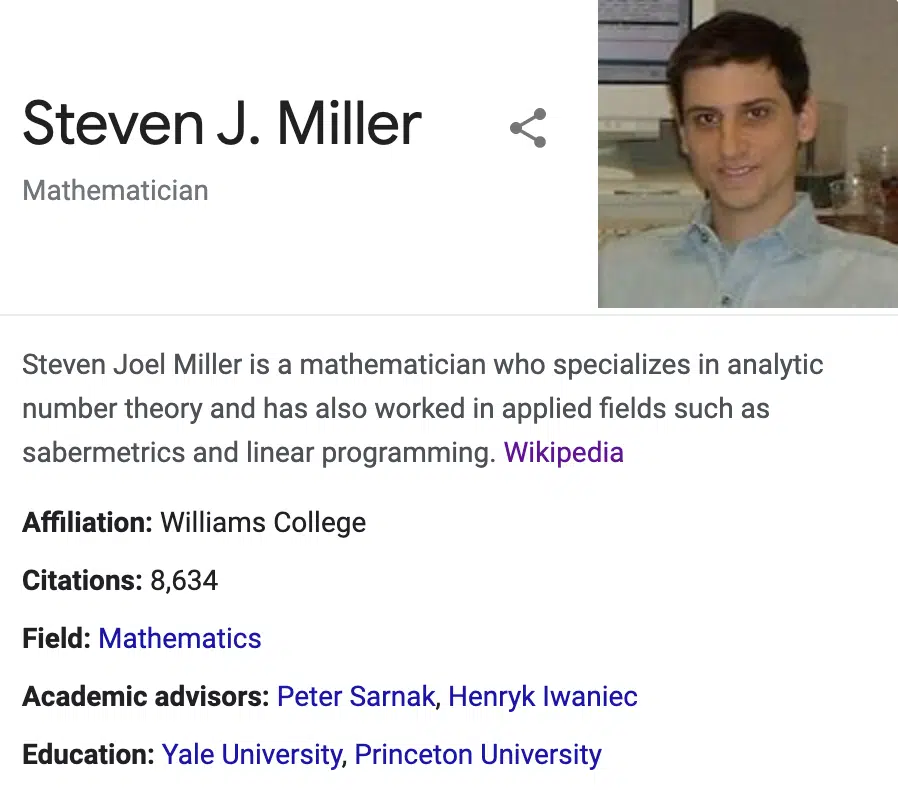 Steven J. Miller
Mathematician
Steven Joel Miller is a mathematician who specializes in analytic
number theory and has also worked in applied fields such as
sabermetrics and linear programming. Wikipedia
Affiliation: Williams College
Citations: 8,634
Field: Mathematics
Academic advisors: Peter Sarnak, Henryk Iwaniec
Education: Yale University, Princeton University